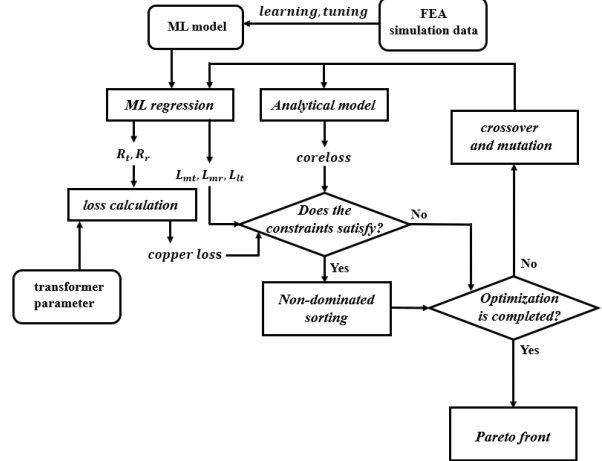 ML model
learning, tuning
FEA
simulation data
ML regression
Analytical model
crossover
and mutation
R_t, R_r
L_mt, L_mr, L_lt
coreloss
loss calculation
Does the
constraints satisfy?
No
copper loss
Yes
No
transformer
parameter
Non-dominated
sorting
Optimization
is completed?
Yes
Pareto front